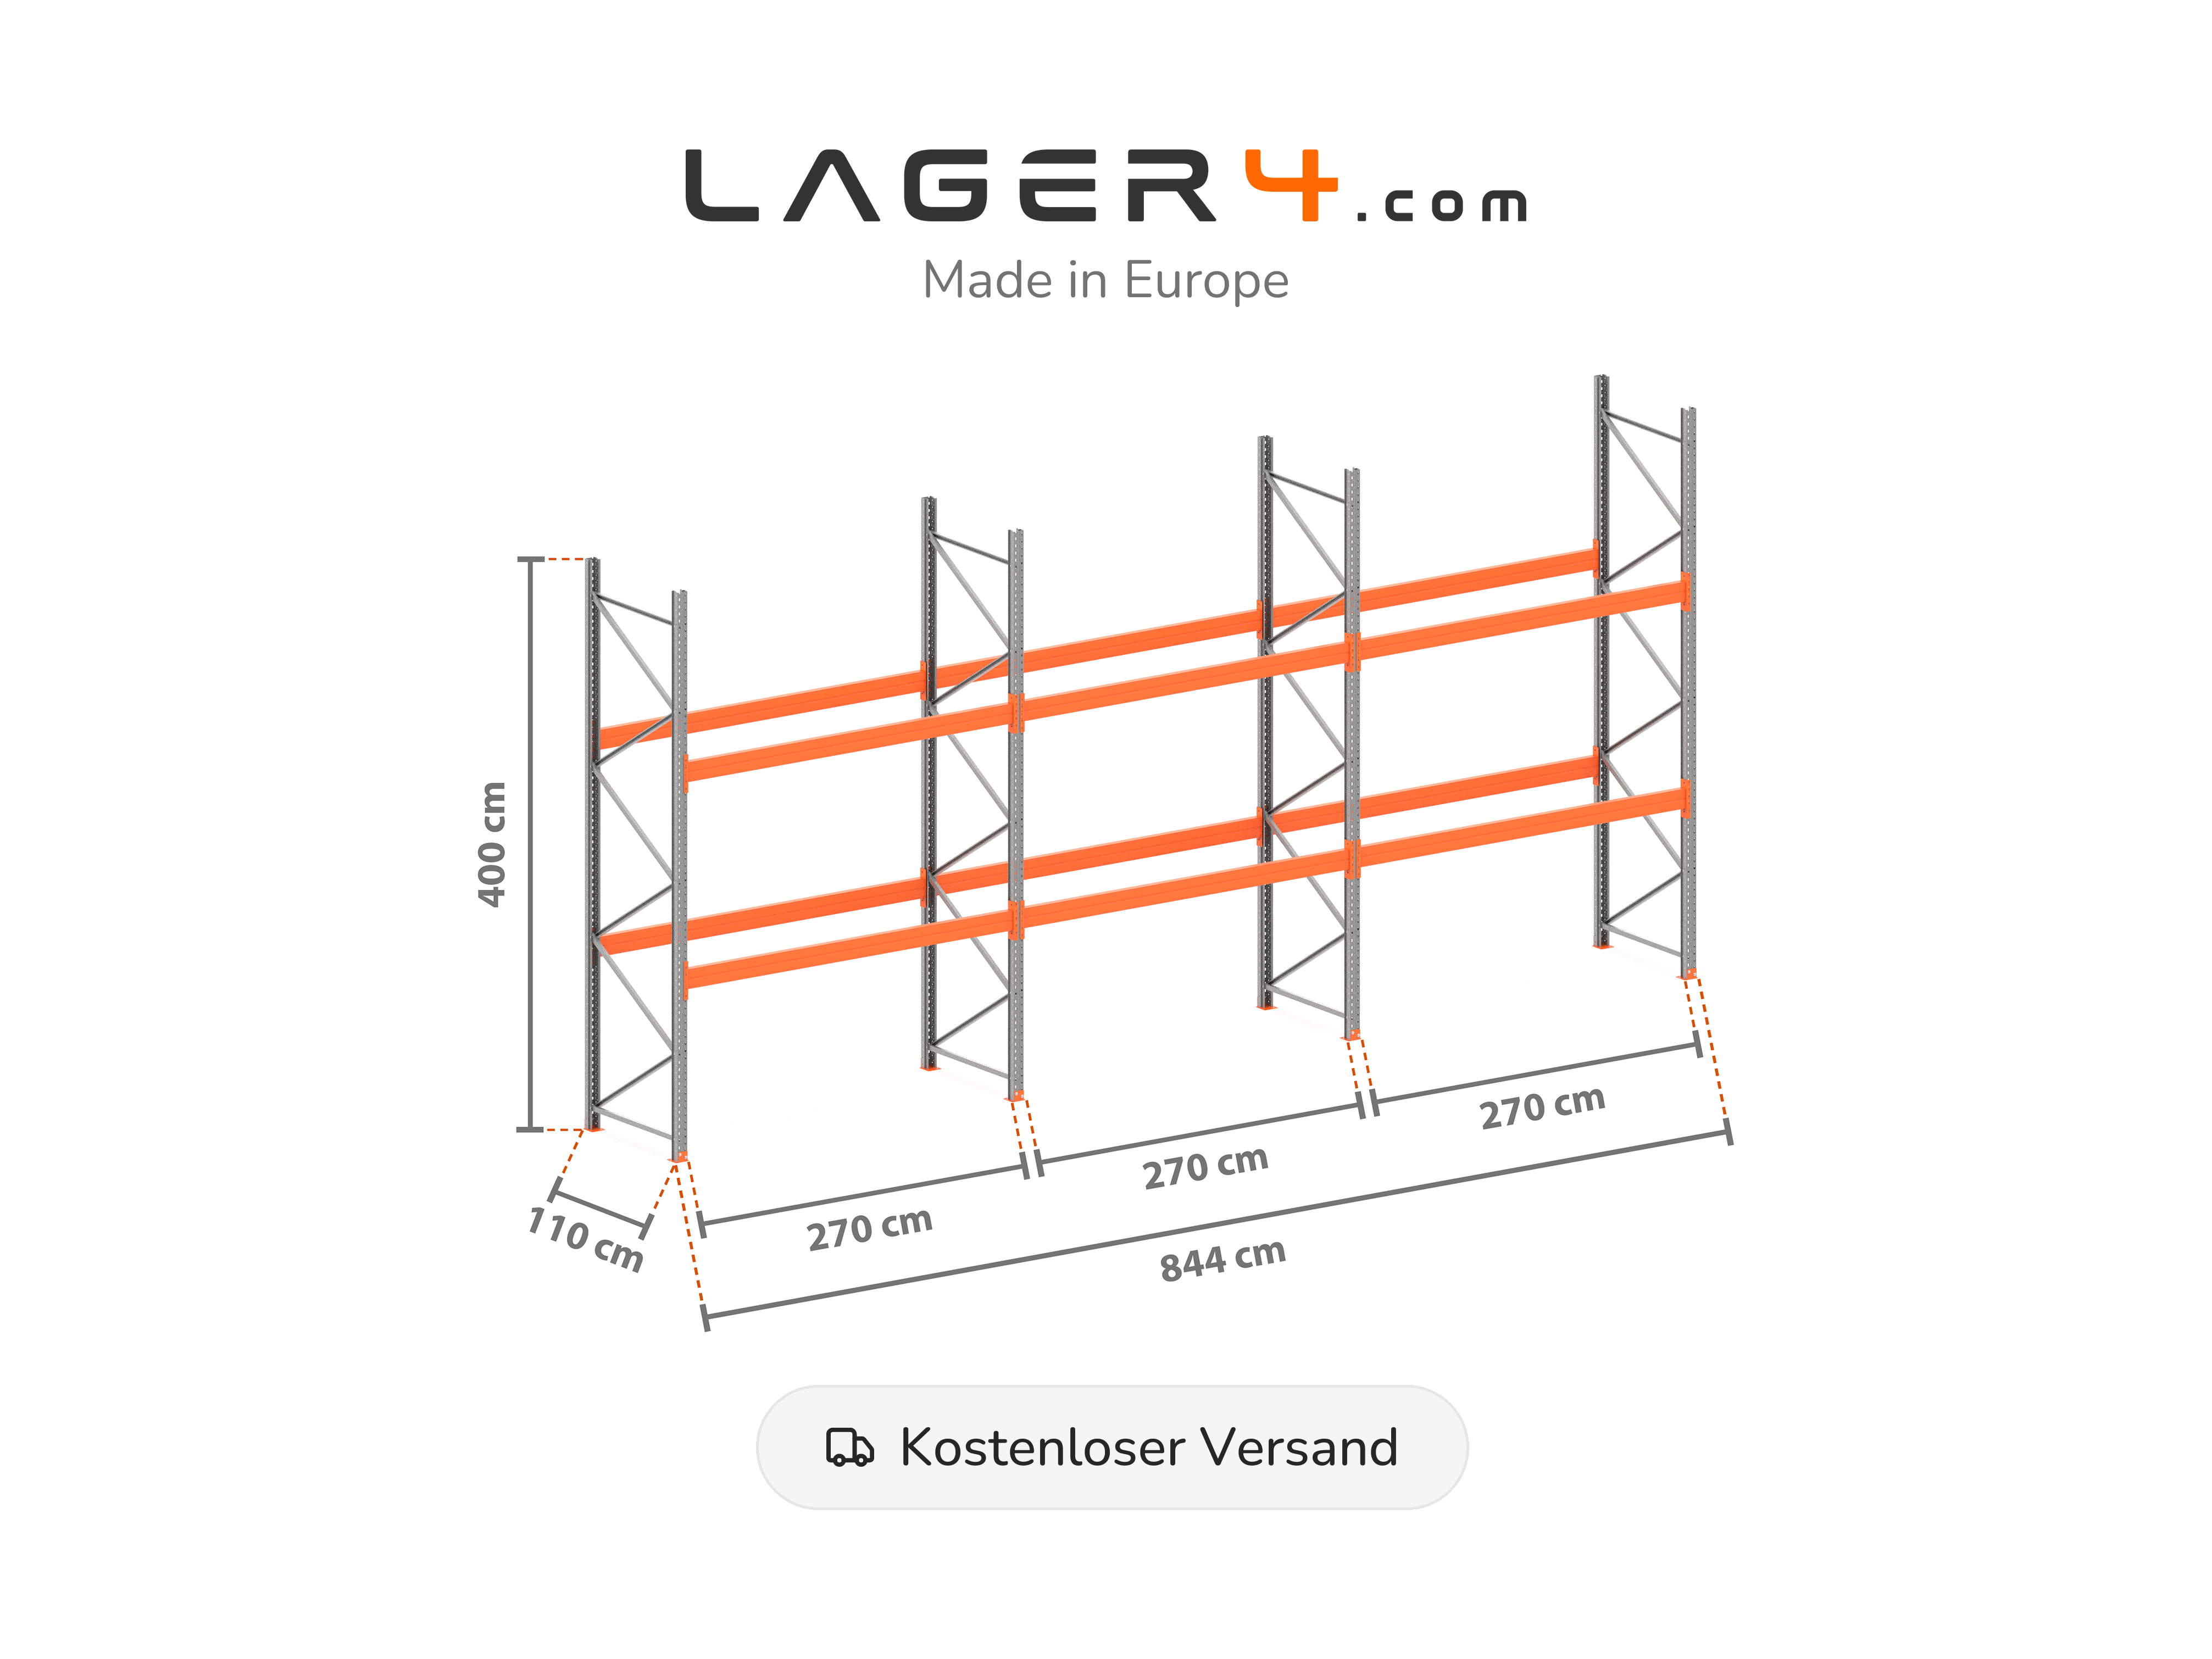 LAGER4.com
Made in Europe
400 cm
110 cm
270 cm
270 cm
270 cm
844 cm
Kostenloser Versand